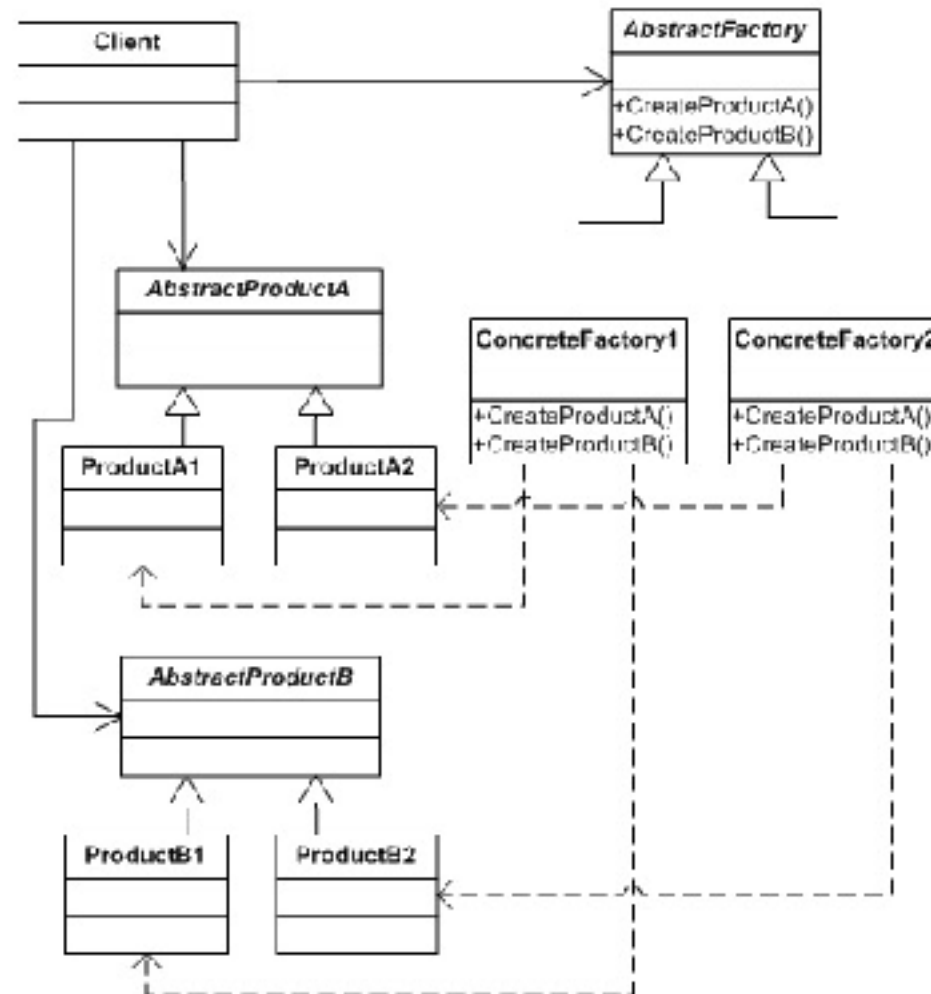 Client
AbstractFactory
+CreateProductA()
+CreateProductB()
AbstractProductA
ConcreteFactory1
+CreateProductA()
+CreateProductB()
ConcreteFactory2
+CreateProductA()
+CreateProductB()
ProductA1
ProductA2
AbstractProductB
ProductB1
ProductB2